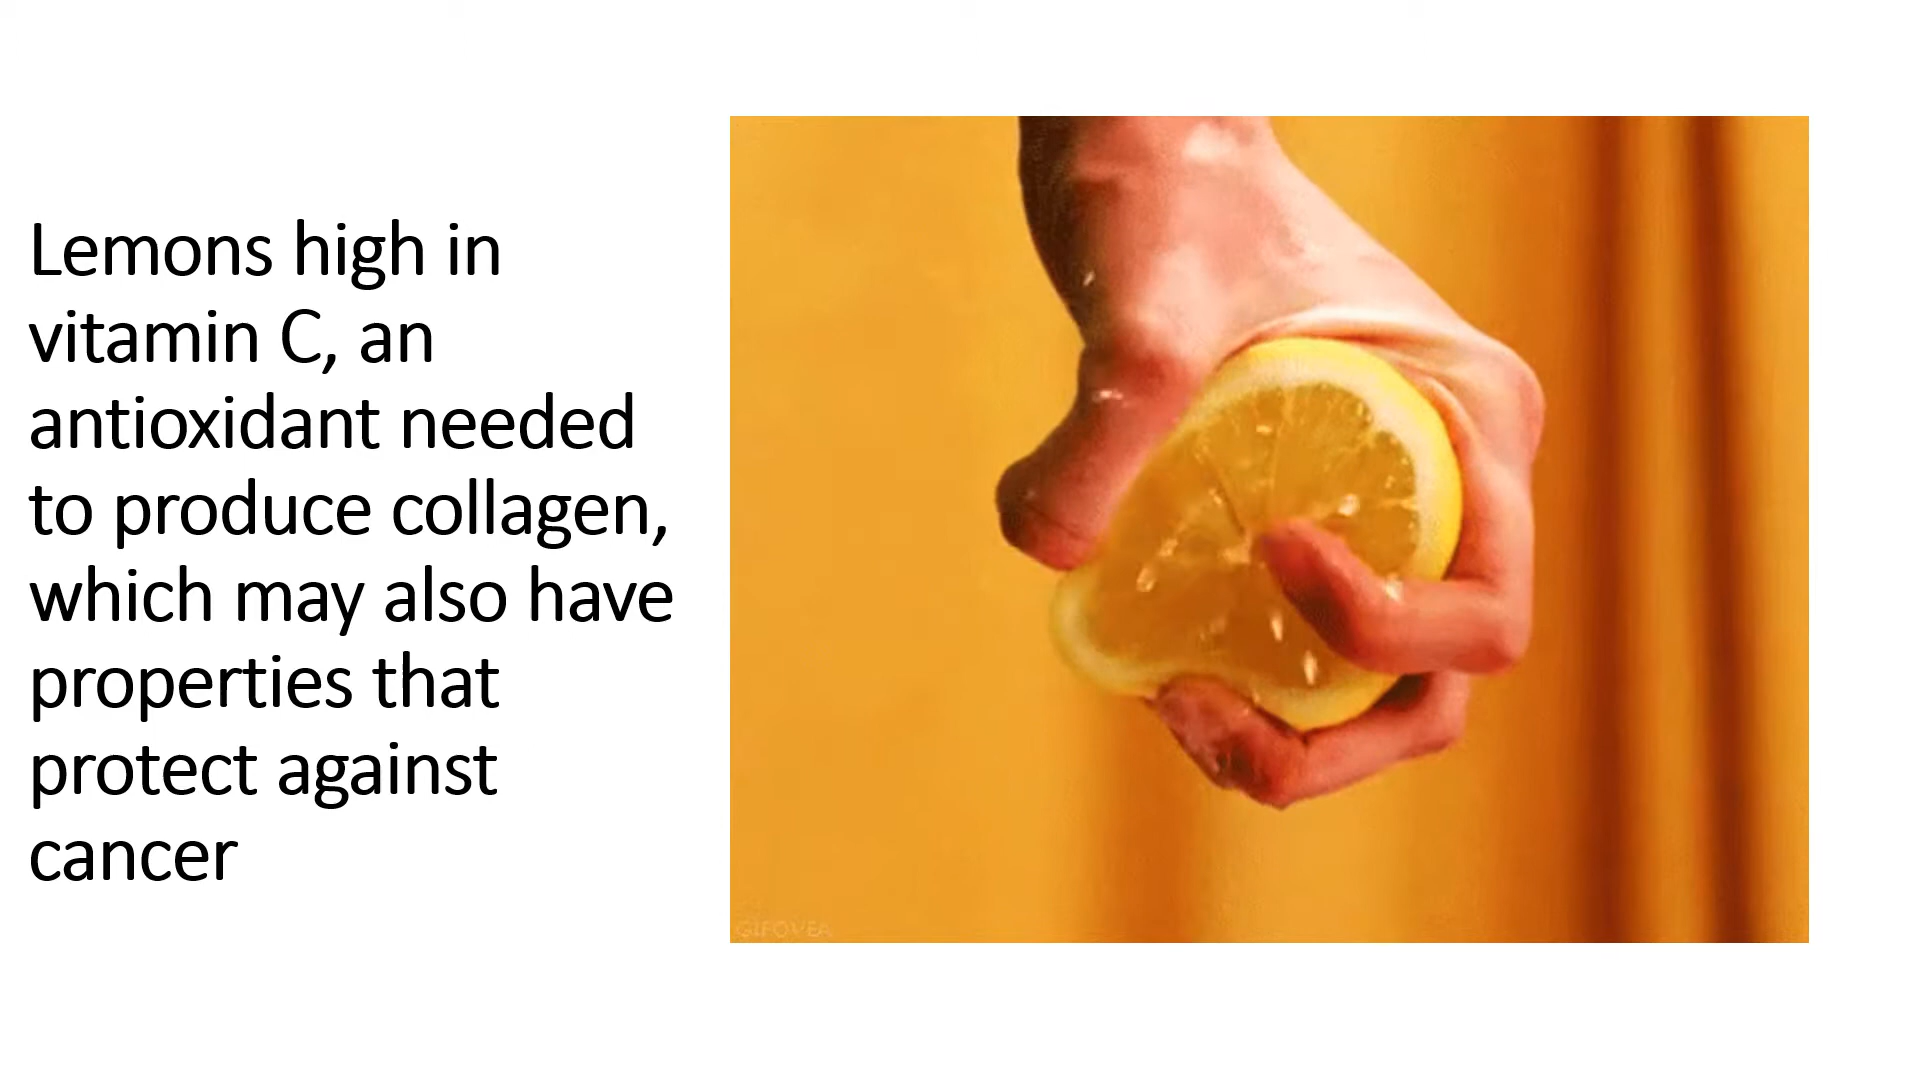 Lemons high in
vitamin C, an
antioxidant needed
to produce collagen,
which may also have
properties that
protect against
cancer
GIFOVEA